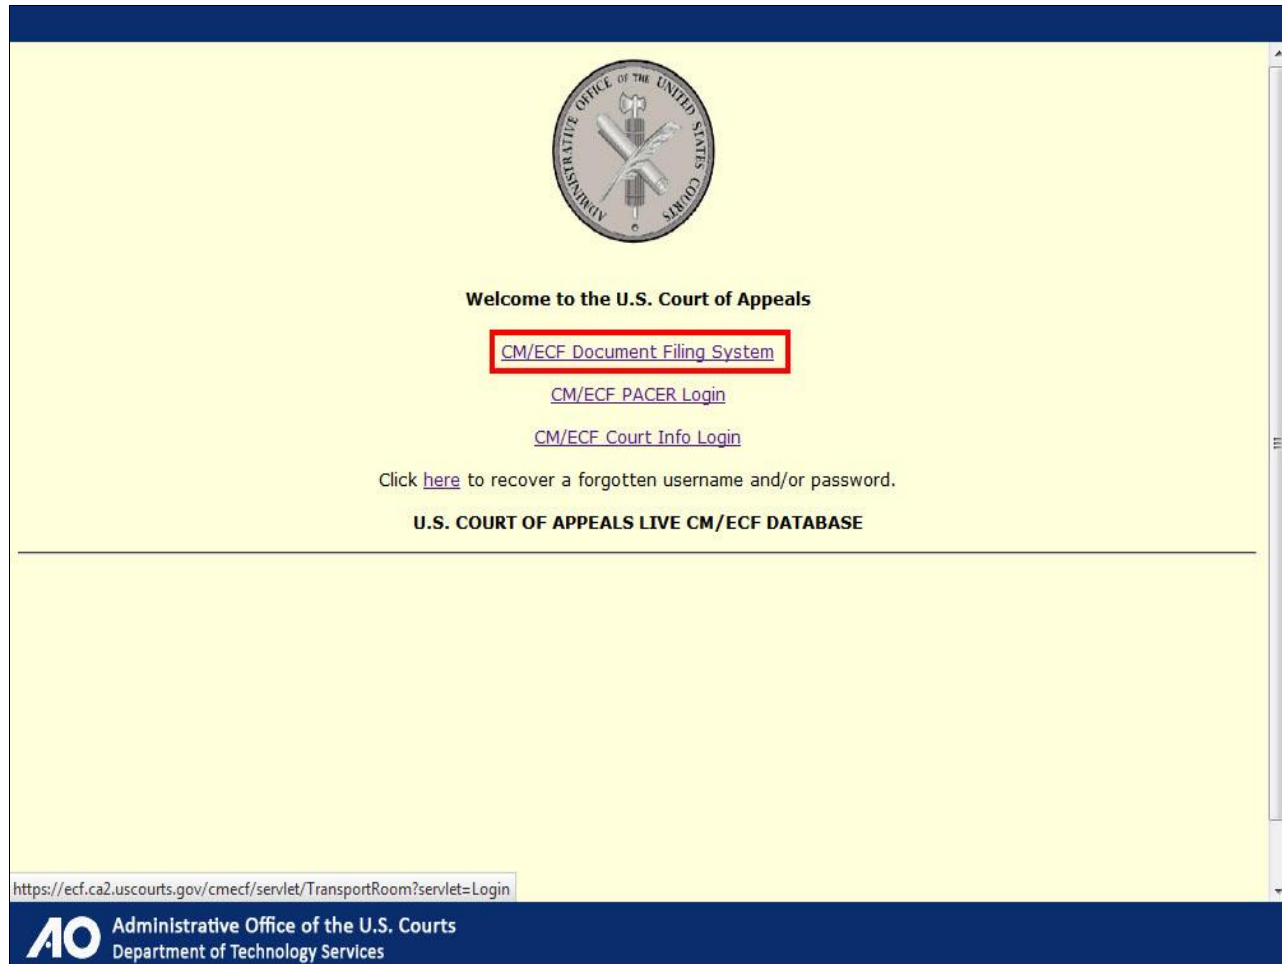 ADMINISTRATIVE OFFICE OF THE UNITED STATES COURTS
Welcome to the U.S. Court of Appeals
CM/ECF Document Filing System
CM/ECF PACER Login
CM/ECF Court Info Login
Click here to recover a forgotten username and/or password.
U.S. COURT OF APPEALS LIVE CM/ECF DATABASE
https://ecf.ca2.uscourts.gov/cmecf/servlet/TransportRoom?servlet=Login
AO Administrative Office of the U.S. Courts
Department of Technology Services